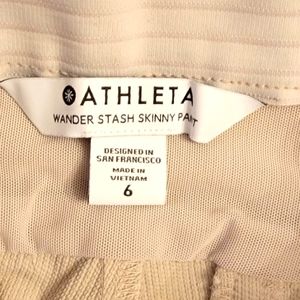 ATHLETA
WANDER STASH SKINNY PANT
DESIGNED IN
SAN FRANCISCO
MADE IN
VIETNAM
6